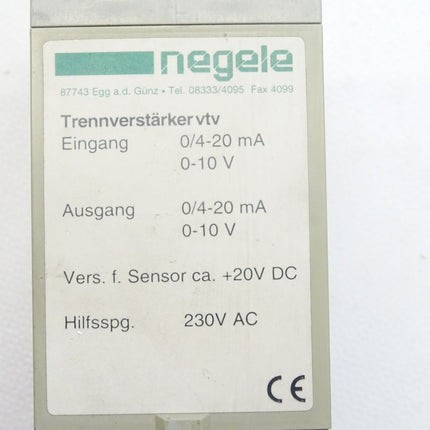 negele
87743 Egg a.d. Günz • Tel. 08333/4095 Fax 4099
Trennverstärker vtv
Eingang 0/4-20 mA
0-10 V
Ausgang 0/4-20 mA
0-10 V
Vers. f. Sensor ca. +20V DC
Hilfsspg. 230V AC
CE